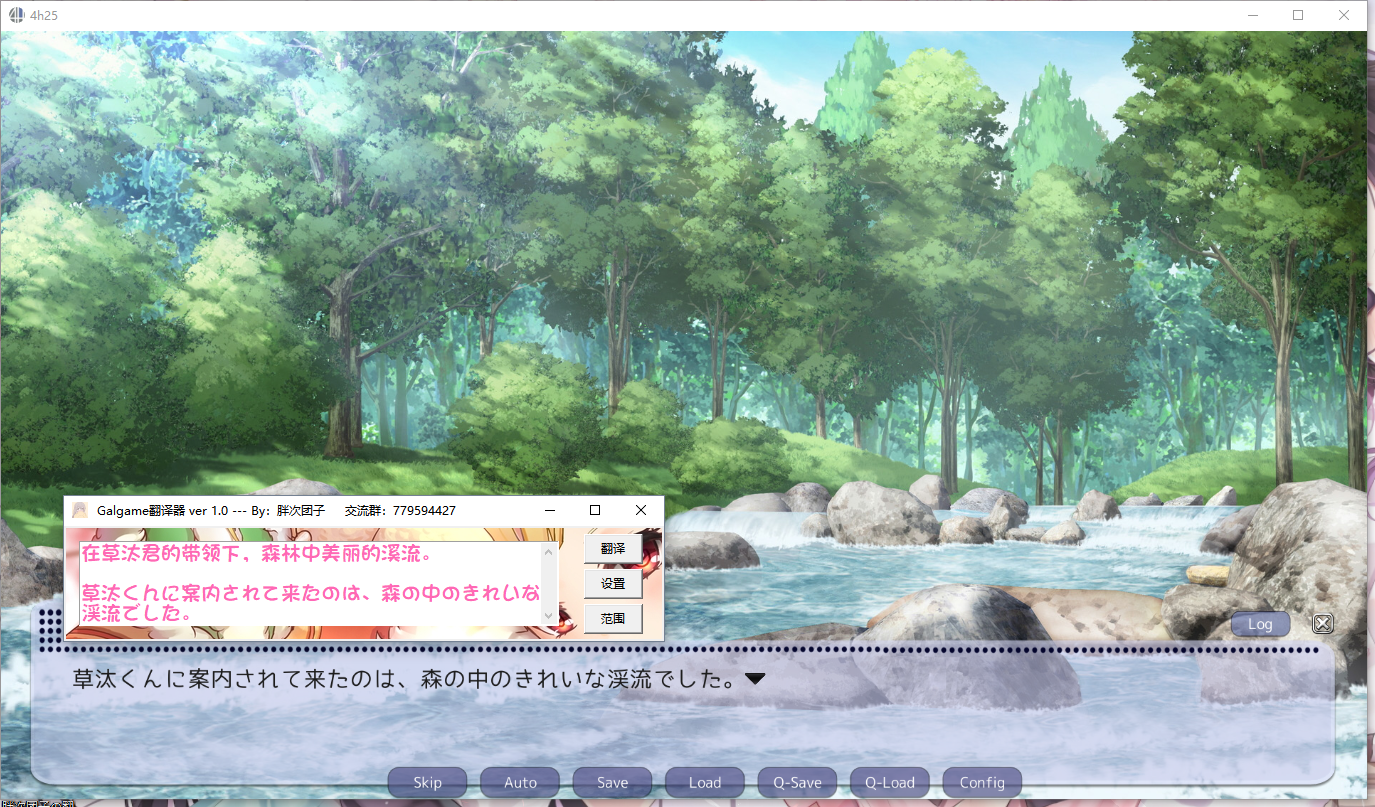 4h25
Galgame翻译器 ver 1.0 --- By：胖次团子 交流群：779594427
在草汰君的带领下，森林中美丽的溪流。
草汰くんに案内されて来たのは、森の中のきれいな
渓流でした。
翻译
设置
范围
Log
草汰くんに案内されて来たのは、森の中のきれいな渓流でした。
Skip Auto Save Load Q-Save Q-Load Config